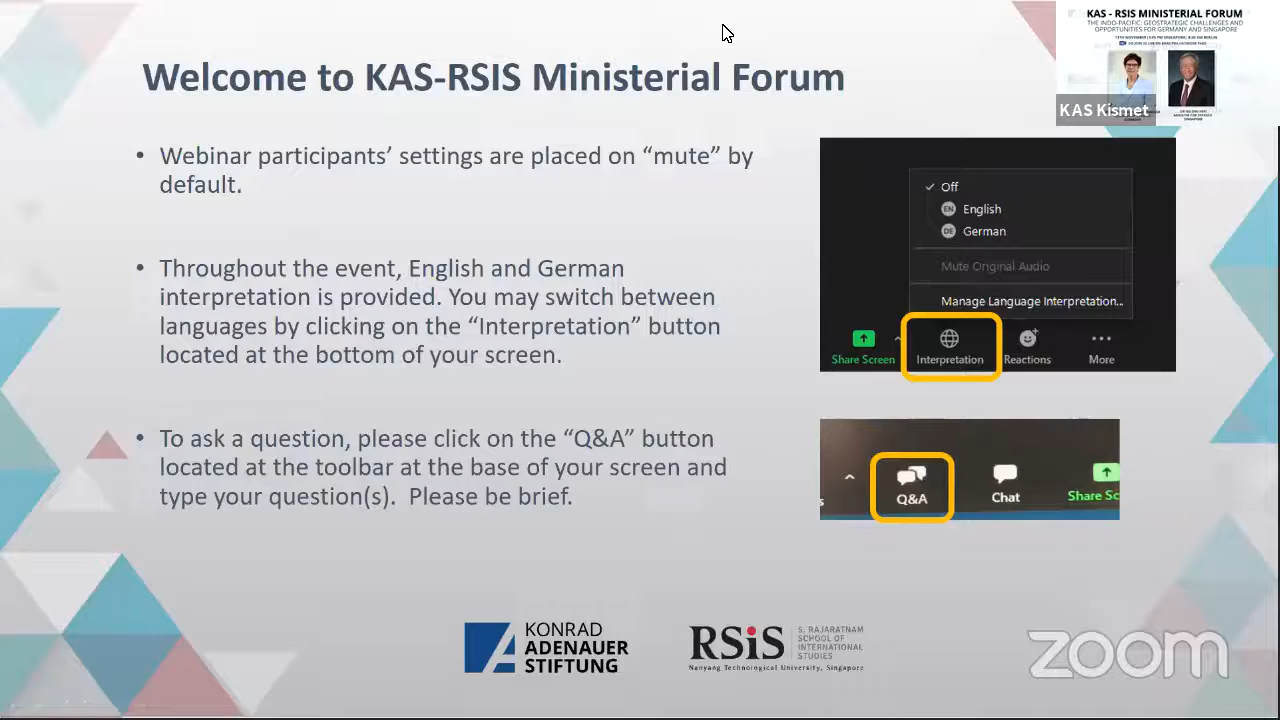 Welcome to KAS-RSIS Ministerial Forum
KAS - RSIS MINISTERIAL FORUM
THE INDO-PACIFIC: GEOSTRATEGIC CHALLENGES AND
OPPORTUNITIES FOR GERMANY AND SINGAPORE
KAS Kismet
• Webinar participants’ settings are placed on “mute” by
default.
• Throughout the event, English and German
interpretation is provided. You may switch between
languages by clicking on the “Interpretation” button
located at the bottom of your screen.
• To ask a question, please click on the “Q&A” button
located at the toolbar at the base of your screen and
type your question(s).  Please be brief.
✓ Off
EN English
DE German
Mute Original Audio
Manage Language Interpretation...
Share Screen
Interpretation
Reactions
More
s
Q&A
Chat
Share Sc
KONRAD
ADENAUER
STIFTUNG
RSiS
S. RAJARATNAM
SCHOOL OF
INTERNATIONAL
STUDIES
Nanyang Technological University, Singapore
zoom